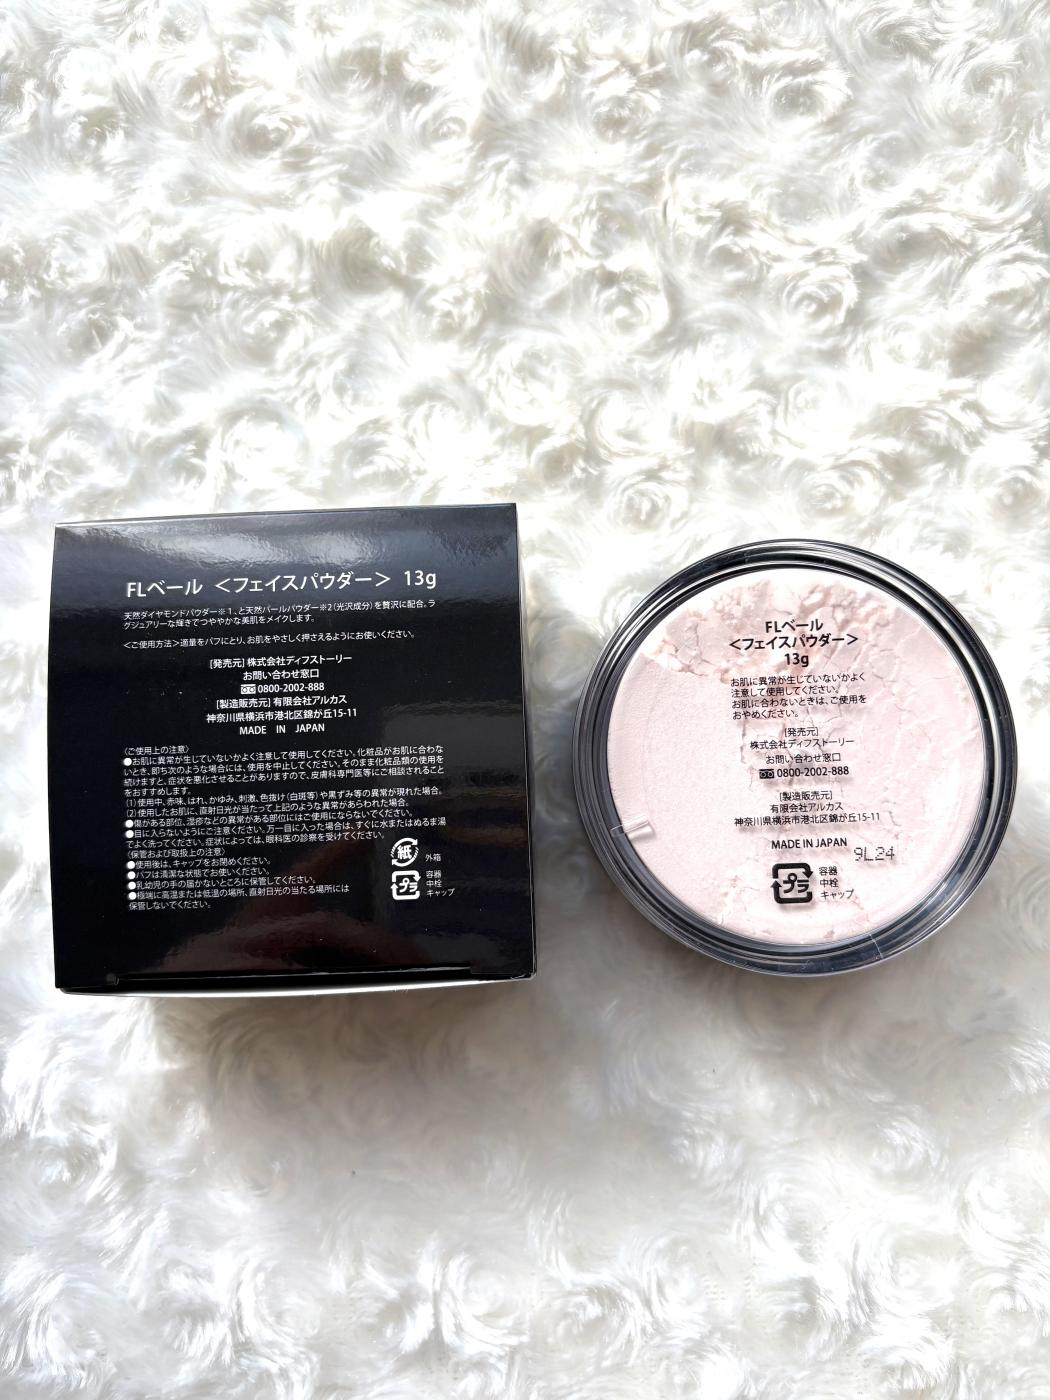 FLベール ＜フェイスパウダー＞ 13g
天然ダイヤモンドパウダー※1、と天然パールパウダー※2（光沢成分）を贅沢に配合。ラ
グジュアリーな輝きでつややかな美肌をメイクします。
＜ご使用方法＞適量をパフにとり、お肌をやさしく押さえるようにお使いください。
[発売元] 株式会社ディフストーリー
お問い合わせ窓口
0800-2002-888
[製造販売元] 有限会社アルカス
神奈川県横浜市港北区錦が丘15-11
MADE IN JAPAN
〈ご使用上の注意〉
●お肌に異常が生じていないかよく注意して使用してください。化粧品がお肌に合わな
いとき、即ち次のような場合には、使用を中止してください。そのまま化粧品類の使用を
続けますと、症状を悪化させることがありますので、皮膚科専門医等にご相談されること
をおすすめします。
(1)使用中、赤味、はれ、かゆみ、刺激、色抜け（白斑等）や黒ずみ等の異常が現れた場合。
(2)使用したお肌に、直射日光が当たって上記のような異常があらわれた場合。
●傷がある部位、湿疹などの異常がある部位にはご使用にならないでください。
●目に入らないようにご注意ください。万一目に入った場合は、すぐに水またはぬるま湯
でよく洗ってください。症状によっては、眼科医の診察を受けてください。
〈保管および取扱上の注意〉
●使用後は、キャップをお閉めください。
●パフは清潔な状態でお使いください。
●乳幼児の手の届かないところに保管してください。
●極端に高温または低温の場所、直射日光の当たる場所には
保管しないでください。
紙 外箱
プラ 容器
中栓
キャップ
FLベール
＜フェイスパウダー＞
13g
お肌に異常が生じていないかよく
注意して使用してください。
お肌に合わないときは、ご使用を
おやめください。
[発売元]
株式会社ディフストーリー
お問い合わせ窓口
0800-2002-888
[製造販売元]
有限会社アルカス
神奈川県横浜市港北区錦が丘15-11
MADE IN JAPAN
9L24
プラ 容器
中栓
キャップ